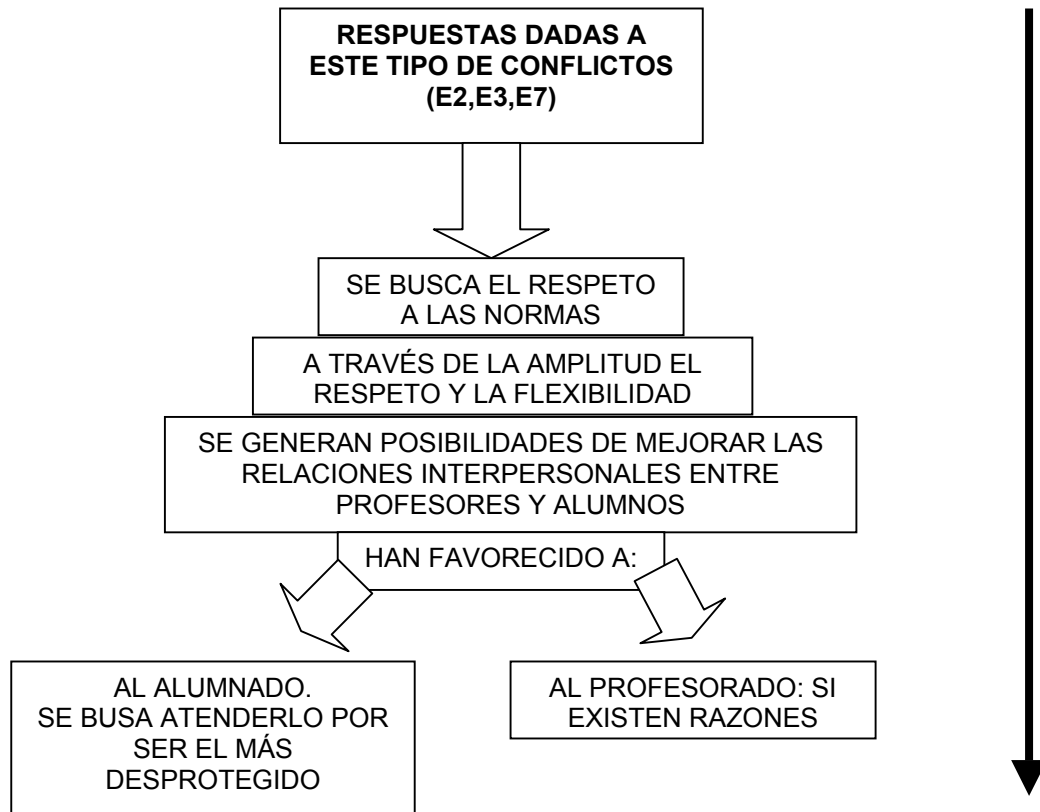 RESPUESTAS DADAS A
ESTE TIPO DE CONFLICTOS
(E2,E3,E7)
SE BUSCA EL RESPETO
A LAS NORMAS
A TRAVÉS DE LA AMPLITUD EL
RESPETO Y LA FLEXIBILIDAD
SE GENERAN POSIBILIDADES DE MEJORAR LAS
RELACIONES INTERPERSONALES ENTRE
PROFESORES Y ALUMNOS
HAN FAVORECIDO A:
AL ALUMNADO.
SE BUSA ATENDERLO POR
SER EL MÁS
DESPROTEGIDO
AL PROFESORADO: SI
EXISTEN RAZONES